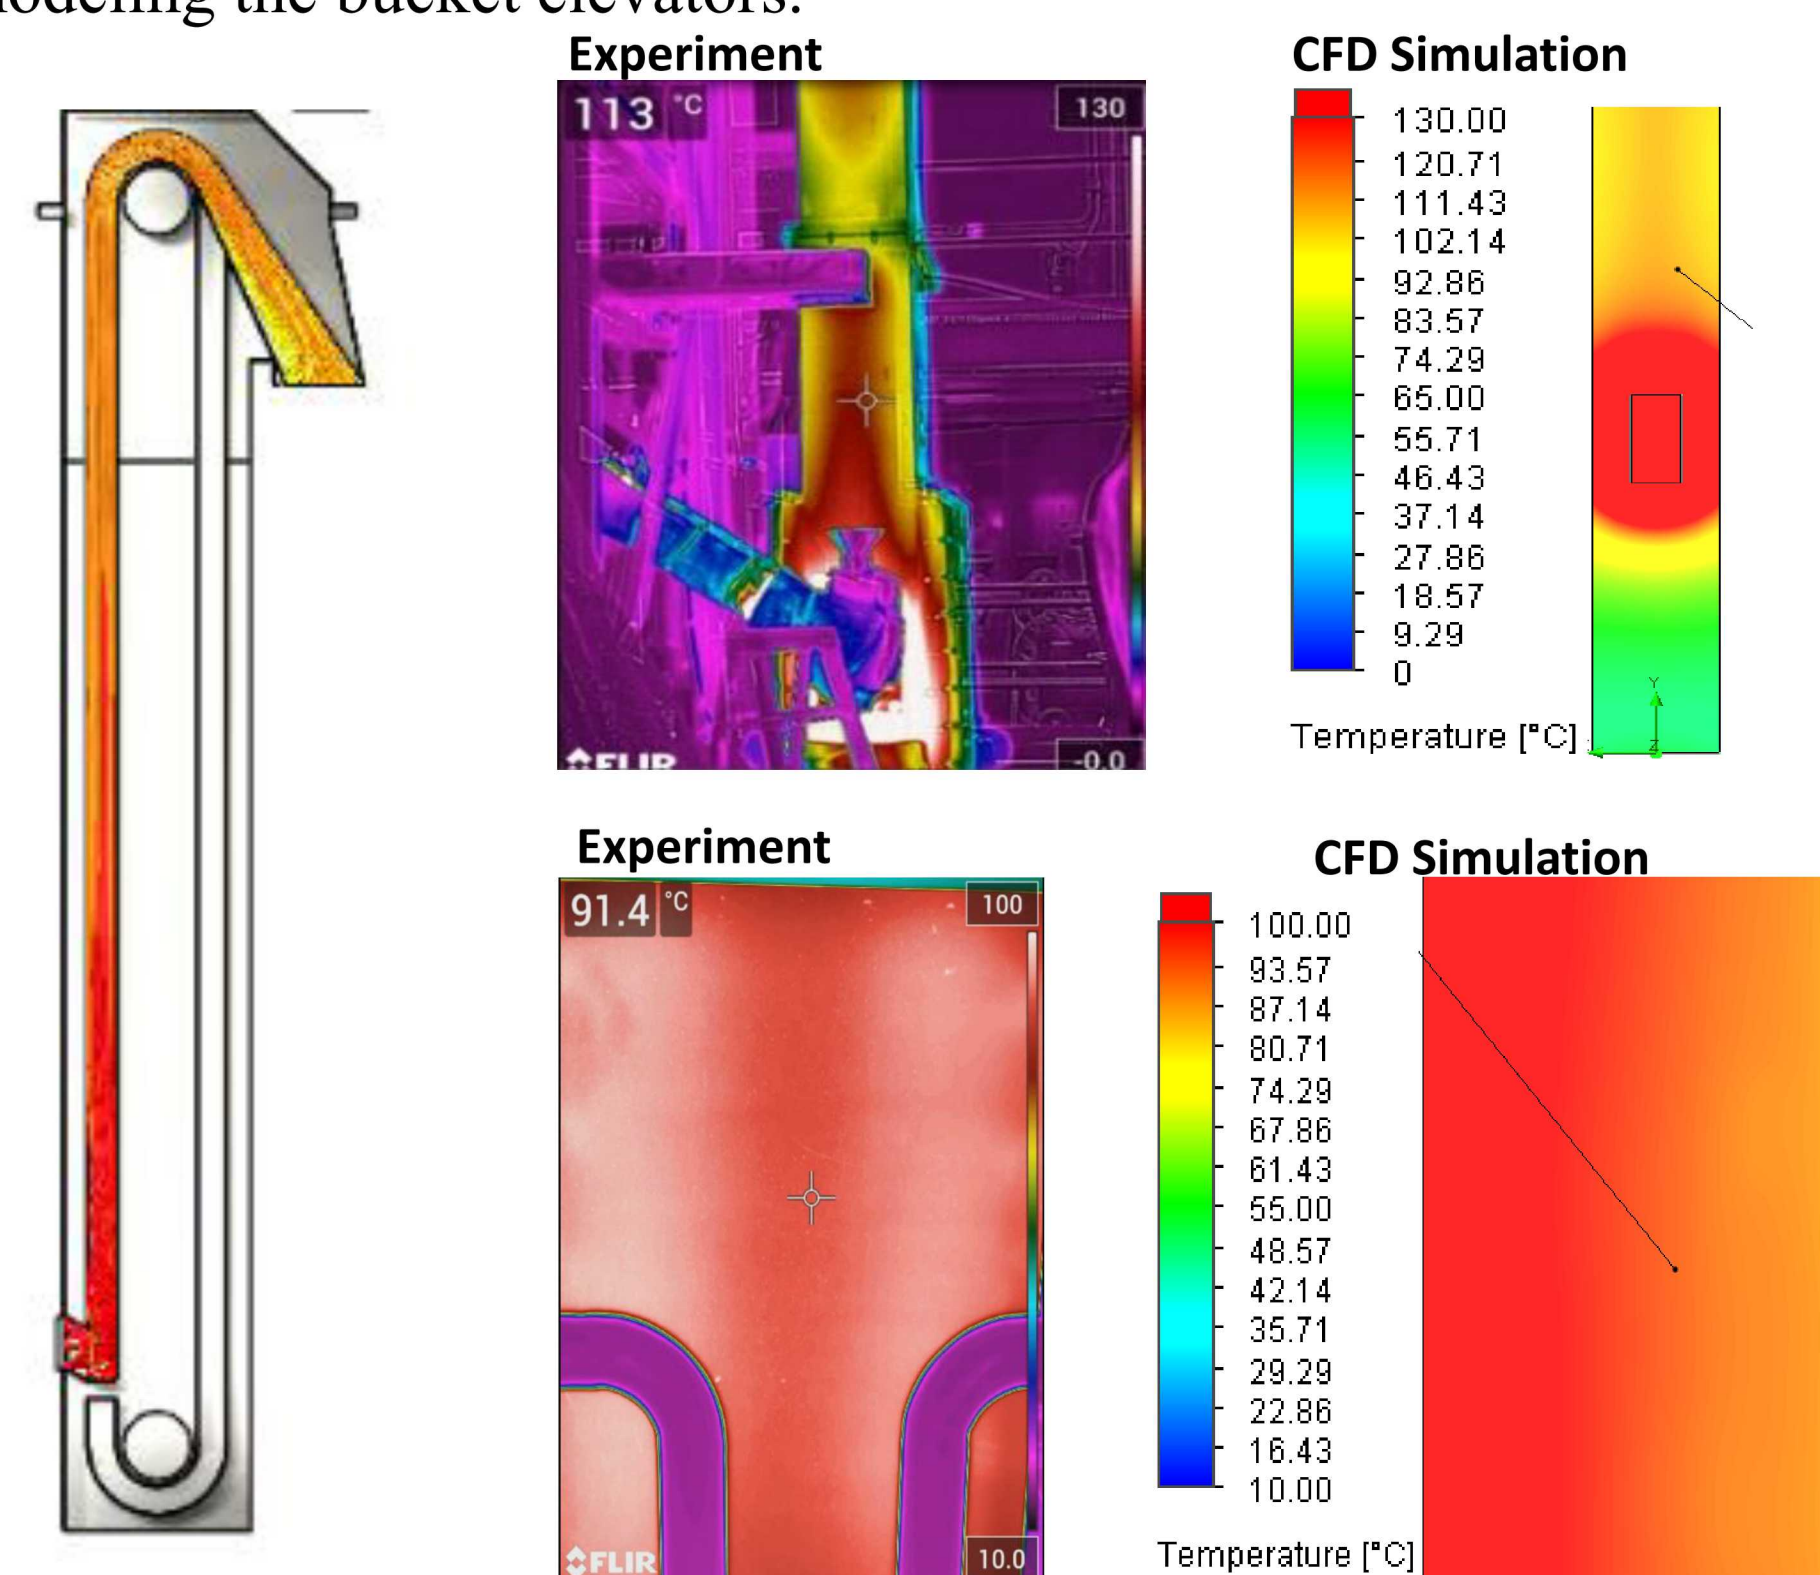 modeling the bucket elevators.
Experiment
113 °C
130
-0.0
FLIR
CFD Simulation
130.00
120.71
111.43
102.14
92.86
83.57
74.29
65.00
55.71
46.43
37.14
27.86
18.57
9.29
0
Temperature [°C]
Y
Z
Experiment
91.4 °C
100
10.0
FLIR
CFD Simulation
100.00
93.57
87.14
80.71
74.29
67.86
61.43
55.00
48.57
42.14
35.71
29.29
22.86
16.43
10.00
Temperature [°C]